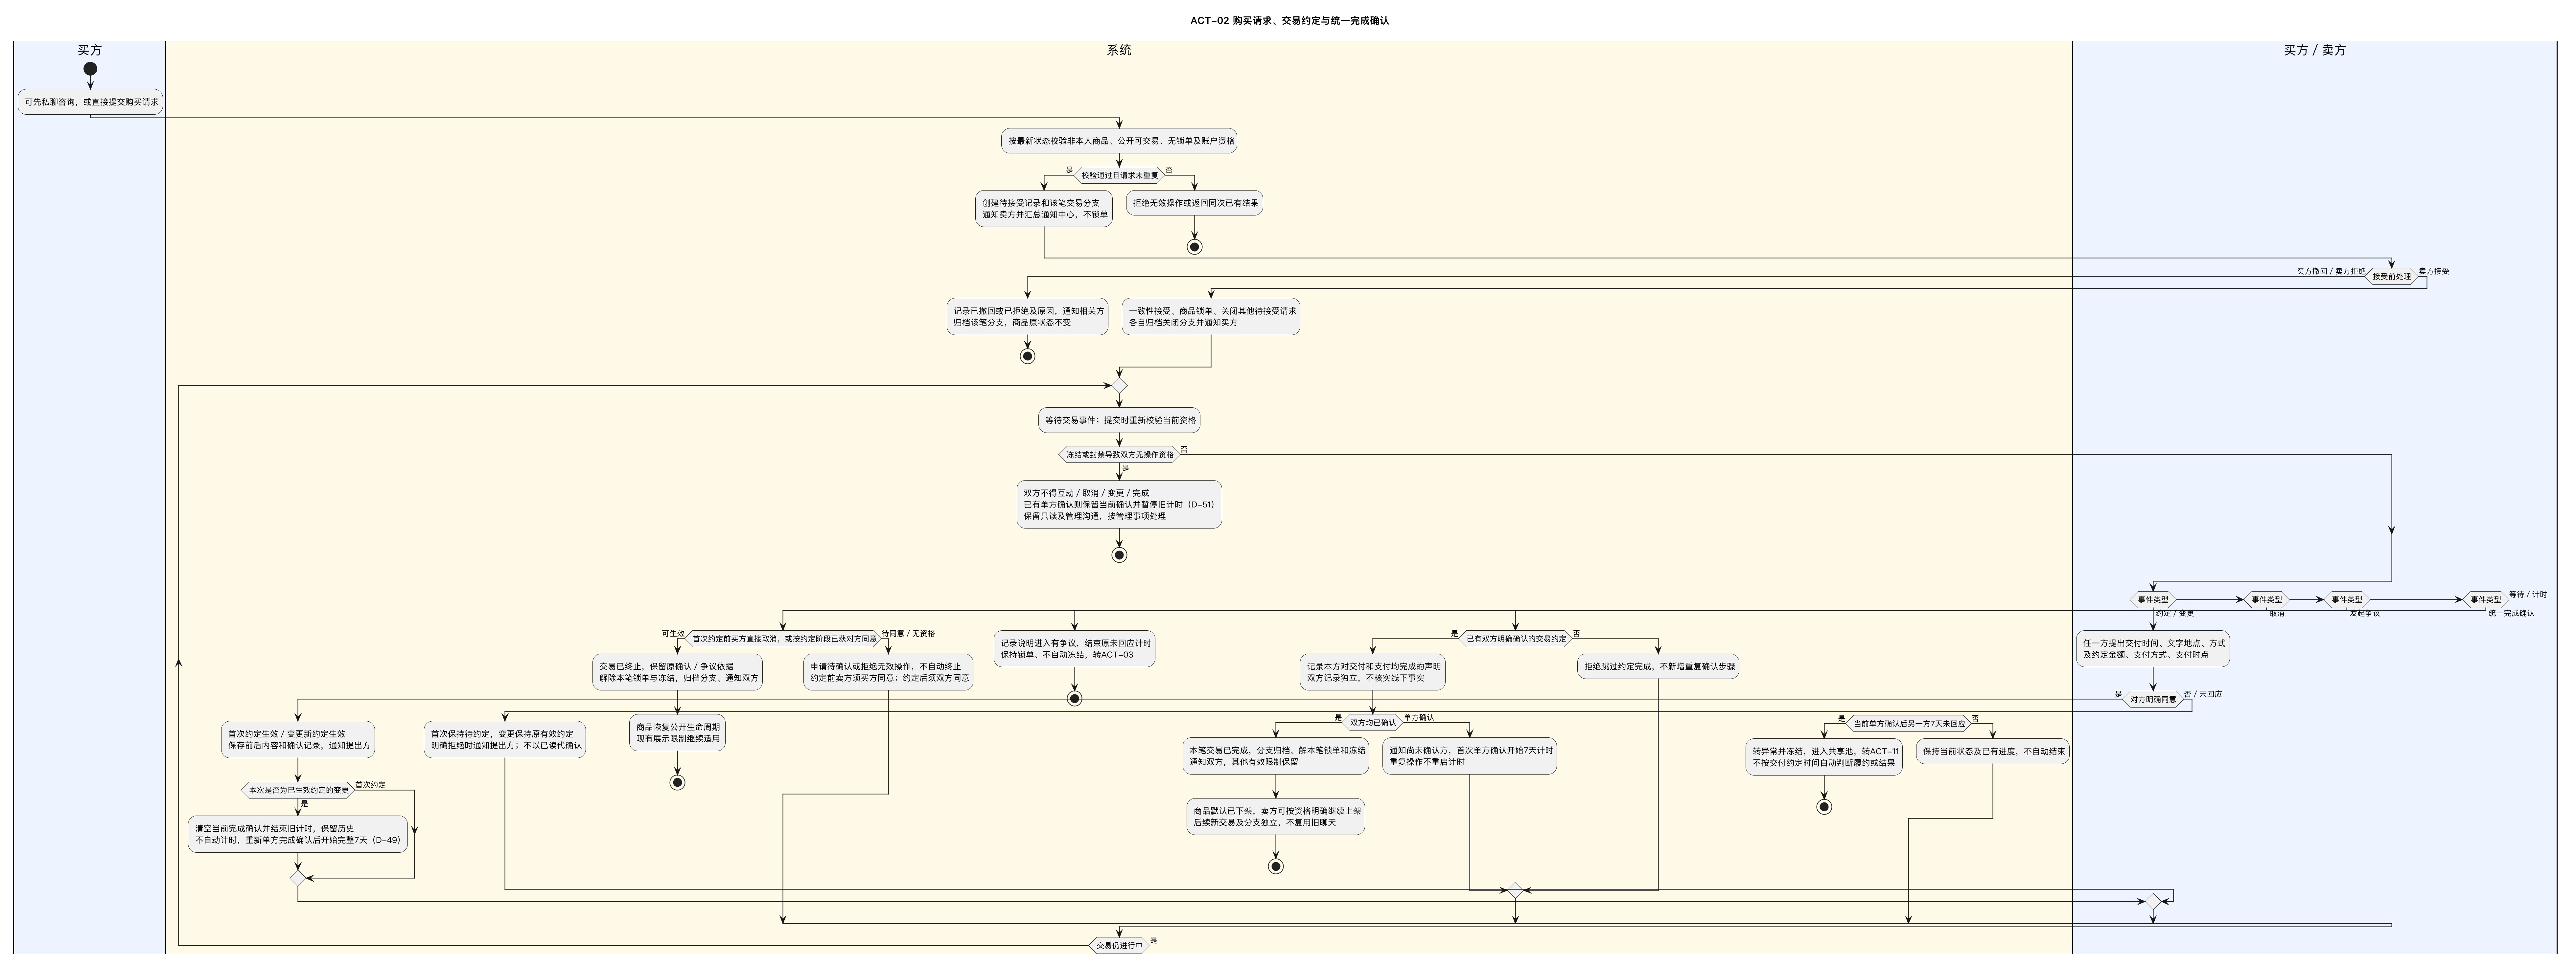 ACT-02 购买请求、交易约定与统一完成确认
买方
系统
买方 / 卖方
可先私聊咨询，或直接提交购买请求
按最新状态校验非本人商品、公开可交易、无锁单及账户资格
是
校验通过且请求未重复
否
创建待接受记录和该笔交易分支
通知卖方并汇总通知中心，不锁单
拒绝无效操作或返回同次已有结果
买方撤回 / 卖方拒绝
接受前处理
卖方接受
记录已撤回或已拒绝及原因，通知相关方
归档该笔分支，商品原状态不变
一致性接受、商品锁单、关闭其他待接受请求
各自归档关闭分支并通知买方
等待交易事件；提交时重新校验当前资格
冻结或封禁导致双方无操作资格
否
是
双方不得互动 / 取消 / 变更 / 完成
已有单方确认则保留当前确认并暂停旧计时（D-51）
保留只读及管理沟通，按管理事项处理
事件类型
事件类型
事件类型
事件类型
等待 / 计时
约定 / 变更
取消
发起争议
统一完成确认
可生效
首次约定前买方直接取消，或按约定阶段已获对方同意
待同意 / 无资格
交易已终止，保留原确认 / 争议依据
解除本笔锁单与冻结，归档分支、通知双方
申请待确认或拒绝无效操作，不自动终止
约定前卖方须买方同意；约定后须双方同意
记录说明进入有争议，结束原未回应计时
保持锁单、不自动冻结，转ACT-03
是
已有双方明确确认的交易约定
否
记录本方对交付和支付均完成的声明
双方记录独立，不核实线下事实
拒绝跳过约定完成，不新增重复确认步骤
任一方提出交付时间、文字地点、方式
及约定金额、支付方式、支付时点
是
对方明确同意
否 / 未回应
首次约定生效 / 变更新约定生效
保存前后内容和确认记录，通知提出方
首次保持待约定，变更保持原有效约定
明确拒绝时通知提出方；不以已读代确认
商品恢复公开生命周期
现有展示限制继续适用
是
双方均已确认
单方确认
本笔交易已完成，分支归档、解本笔锁单和冻结
通知双方，其他有效限制保留
通知尚未确认方，首次单方确认开始7天计时
重复操作不重启计时
是
当前单方确认后另一方7天未回应
否
转异常并冻结，进入共享池，转ACT-11
不按交付约定时间自动判断履约或结果
保持当前状态及已有进度，不自动结束
本次是否为已生效约定的变更
首次约定
是
清空当前完成确认并结束旧计时，保留历史
不自动计时，重新单方完成确认后开始完整7天（D-49）
商品默认已下架，卖方可按资格明确继续上架
后续新交易及分支独立，不复用旧聊天
交易仍进行中
是